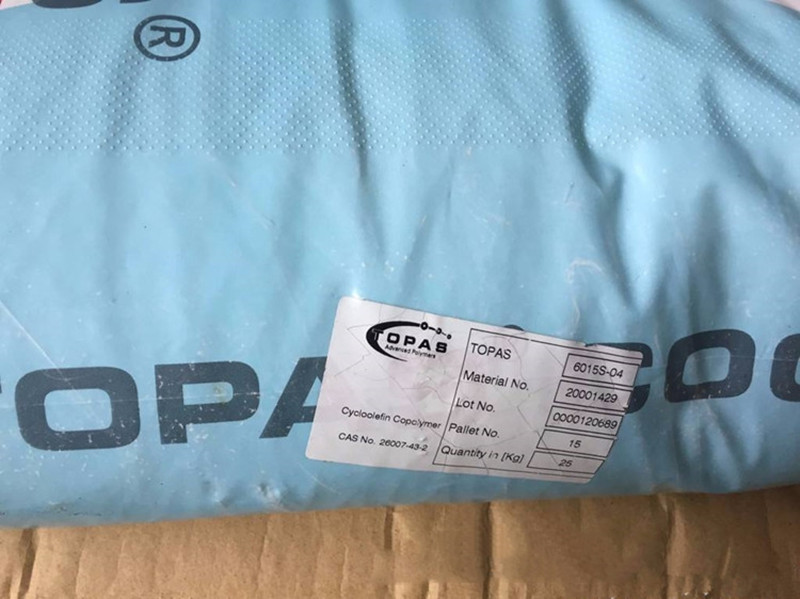 ®
TOPAS
COC
TOPAS
Advanced Polymers
Cycloolefin Copolymer
CAS No. 26007-43-2
TOPAS 6015S-04
Material No. 20001429
Lot No. 0000120689
Pallet No. 15
Quantity in [Kg] 25